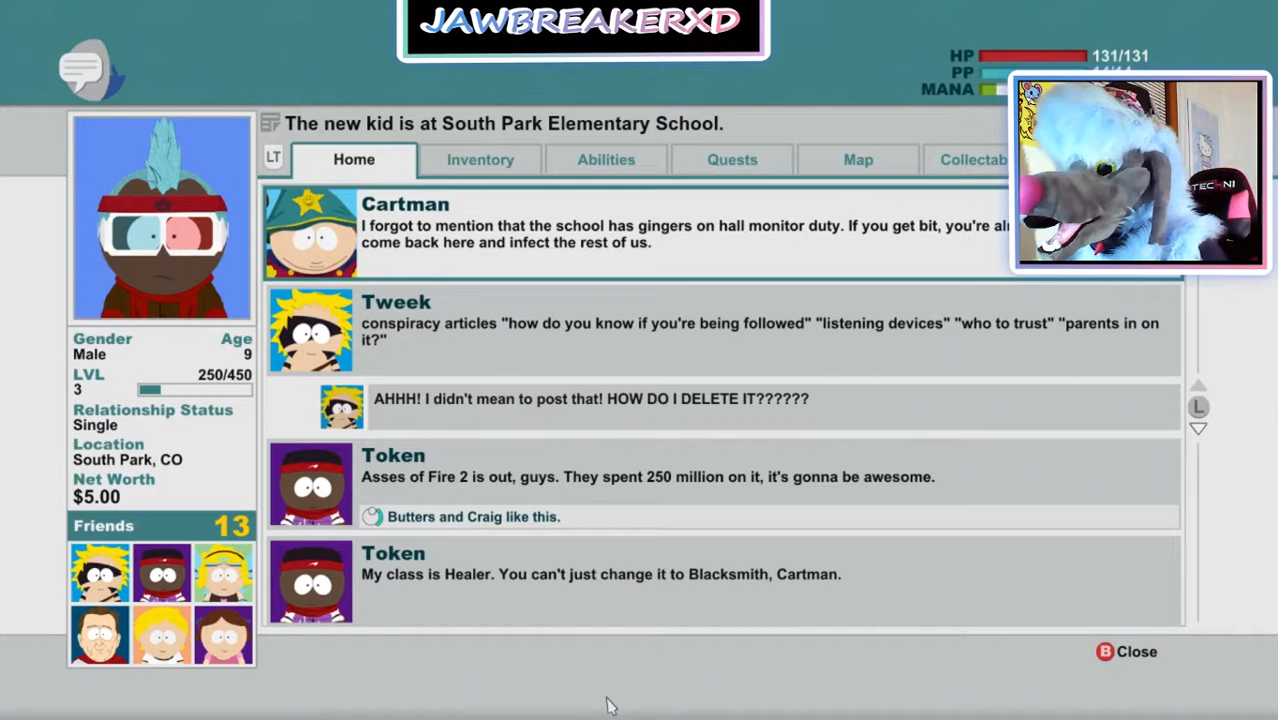 JAWBREAKERXD
HP 131/131
PP
MANA
The new kid is at South Park Elementary School.
LT
Home
Inventory
Abilities
Quests
Map
Collectab
Cartman
I forgot to mention that the school has gingers on hall monitor duty. If you get bit, you're
come back here and infect the rest of us.
Tweek
conspiracy articles "how do you know if you're being followed" "listening devices" "who to trust" "parents in on
it?"
AHHH! I didn't mean to post that! HOW DO I DELETE IT??????
Token
Asses of Fire 2 is out, guys. They spent 250 million on it, it's gonna be awesome.
Butters and Craig like this.
Token
My class is Healer. You can't just change it to Blacksmith, Cartman.
Gender Age
Male 9
LVL 250/450
3
Relationship Status
Single
Location
South Park, CO
Net Worth
$5.00
Friends 13
L
B Close
TECHNI